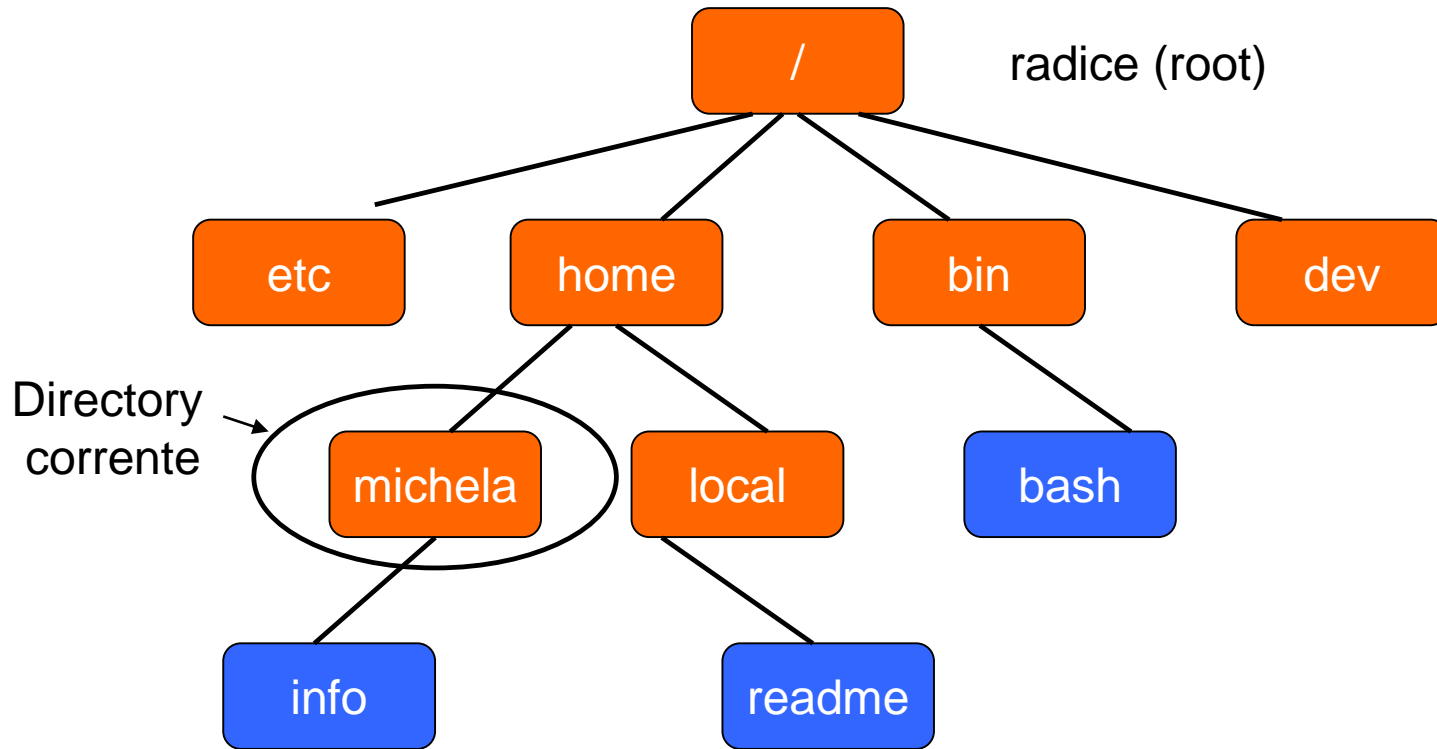 /
radice (root)
etc
home
bin
dev
Directory
corrente
michela
local
bash
info
readme